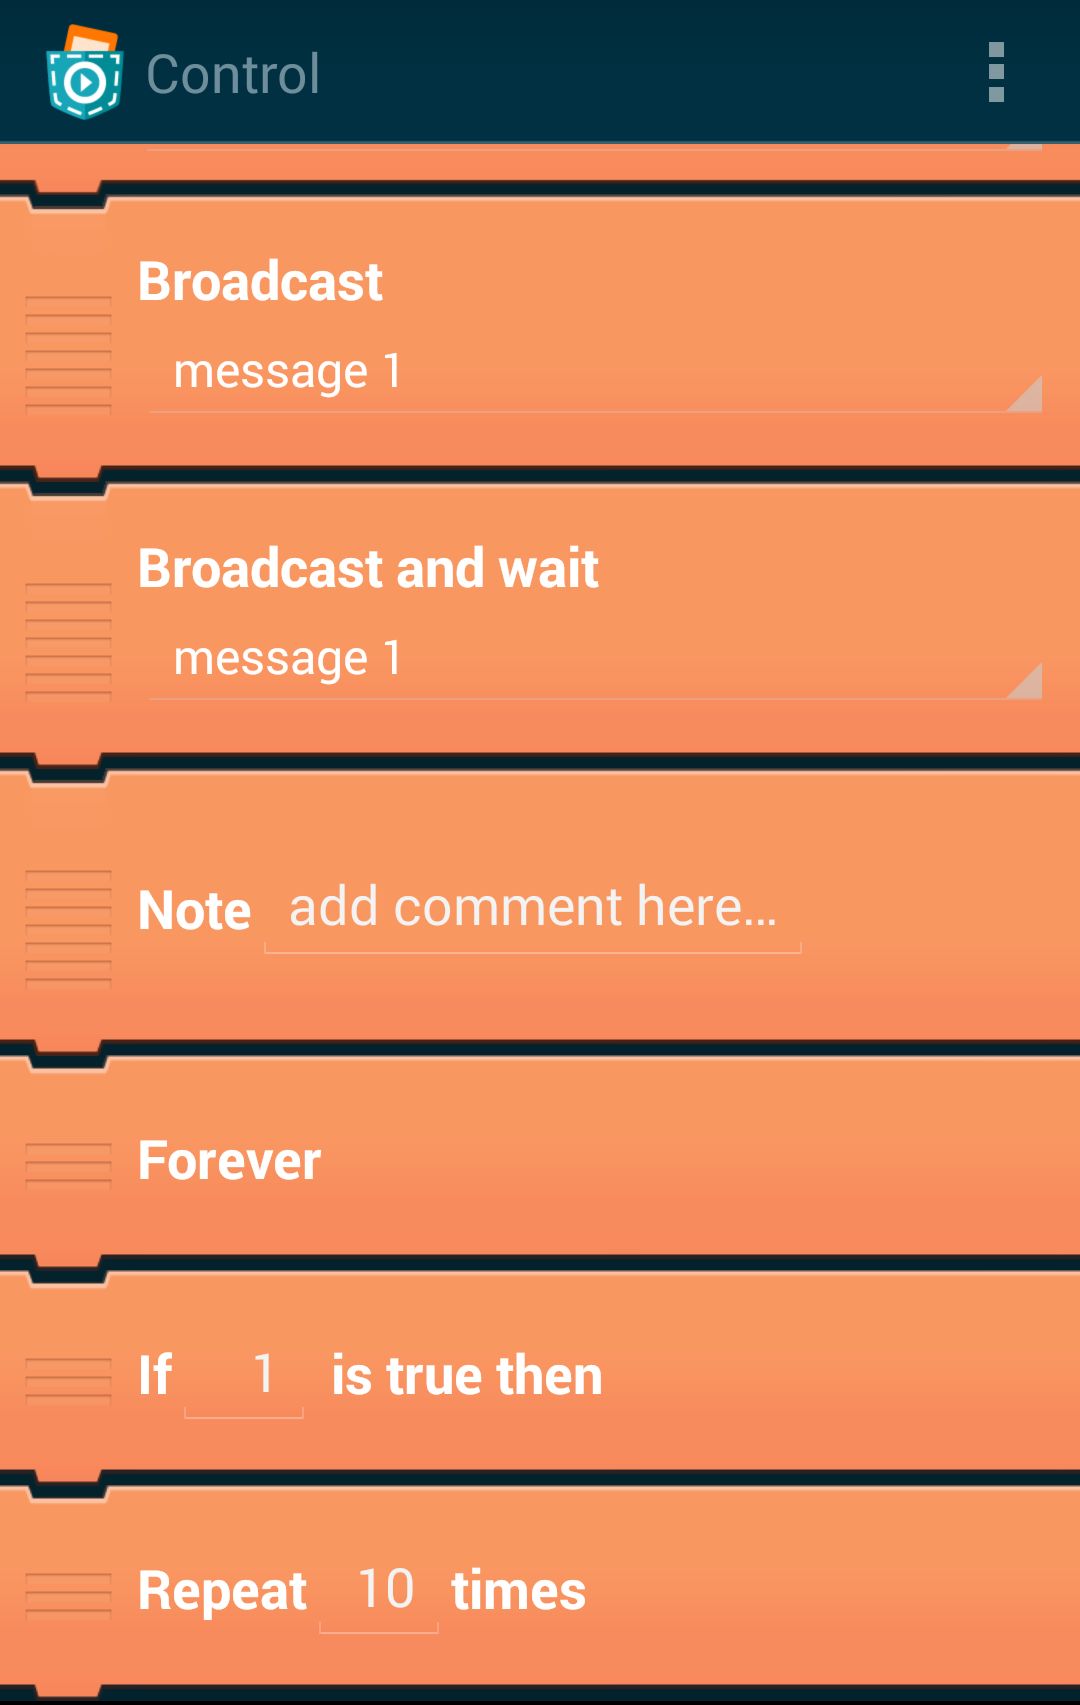 Control
Broadcast
message 1
Broadcast and wait
message 1
Note add comment here...
Forever
If 1 is true then
Repeat 10 times